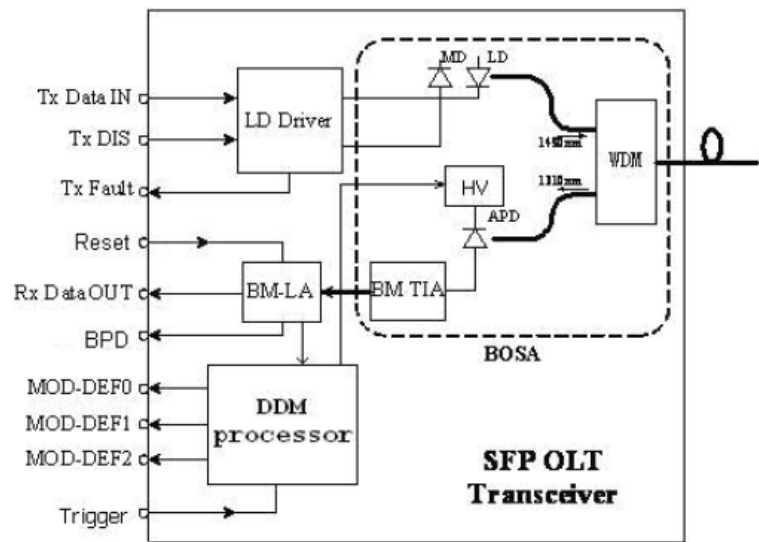 MD
LD
Tx Data IN
LD Driver
Tx DIS
1490nm
WDM
Tx Fault
1310nm
HV
APD
Reset
BM-LA
BM TIA
Rx DataOUT
BPD
BOSA
MOD-DEF0
DDM
processor
MOD-DEF1
MOD-DEF2
SFP OLT
Transceiver
Trigger